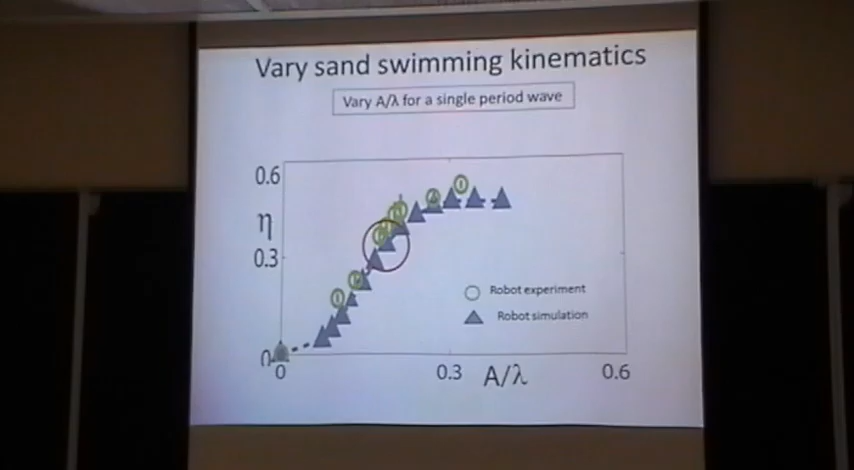 Vary sand swimming kinematics
Vary A/λ for a single period wave
0.6
η
0.3
0
Robot experiment
Robot simulation
0
0.3
A/λ
0.6